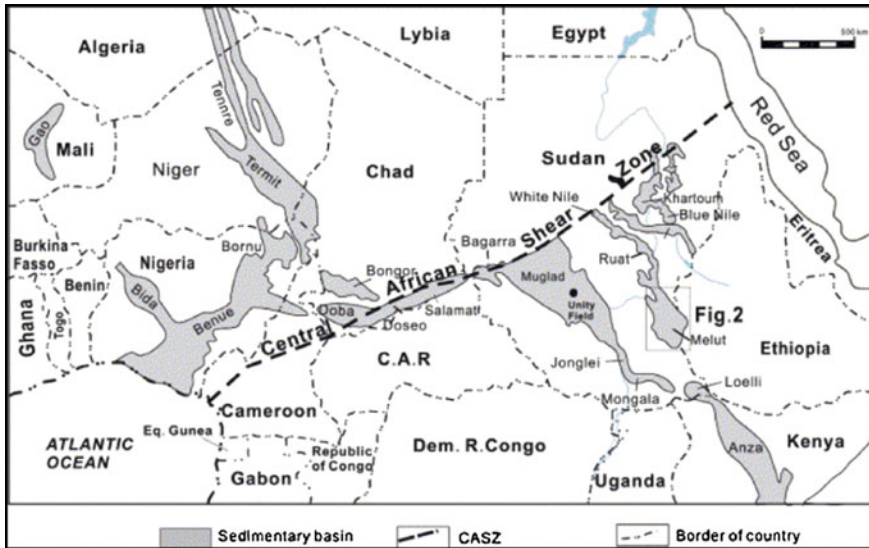 Algeria
Lybia
Egypt
0 500 km
Tennre
Red Sea
Gao
Mali
Niger
Termit
Chad
Sudan
Zone
Khartoum
White Nile
Blue Nile
Shear
Eritrea
Burkina
Fasso
Benin
Nigeria
Bornu
Bongor
African
Bagarra
Ruat
Muglad
Bida
Ghana
Togo
Benue
Doba
Doseo
Salamat
Unity
Field
Fig.2
Melut
Central
C.A.R
Jonglei
Ethiopia
Loelli
Mongala
Cameroon
Eq. Gunea
ATLANTIC
OCEAN
Gabon
Republic
of Congo
Dem. R.Congo
Uganda
Anza
Kenya
Sedimentary basin
CASZ
Border of country